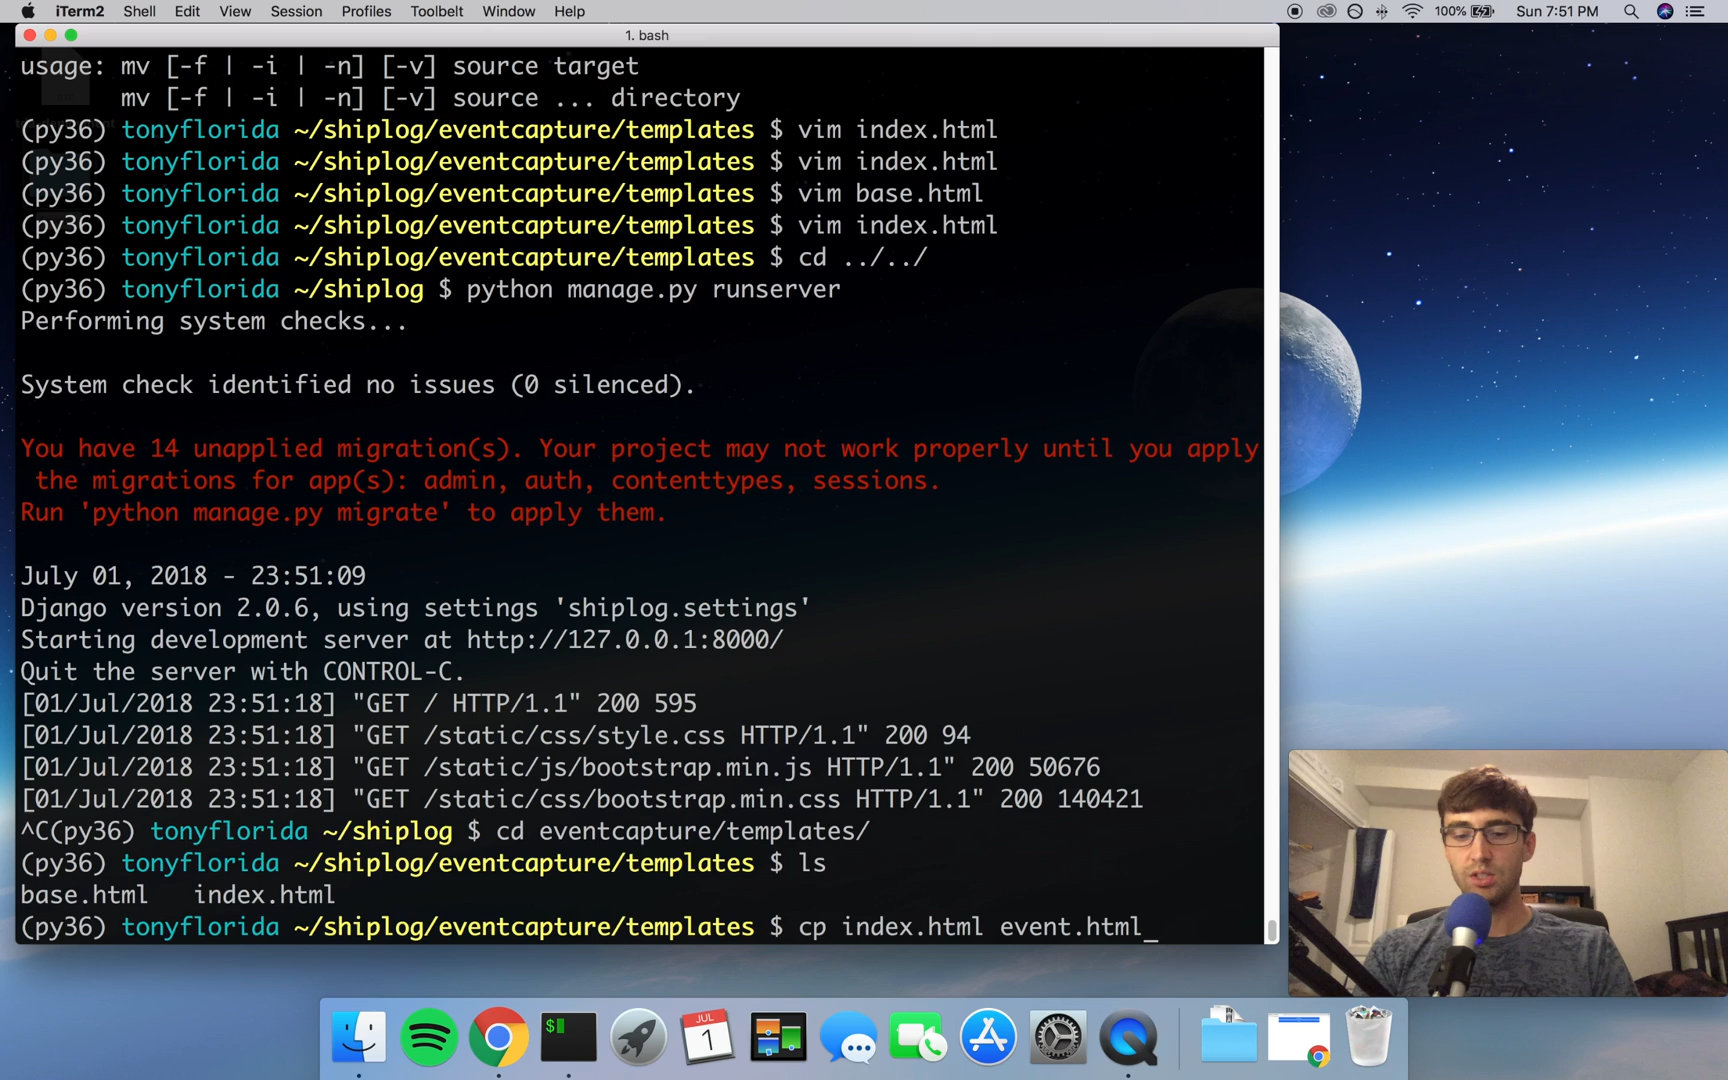 iTerm2 Shell Edit View Session Profiles Toolbelt Window Help 100% Sun 7:51 PM
1. bash
usage: mv [-f | -i | -n] [-v] source target
mv [-f | -i | -n] [-v] source ... directory
(py36) tonyflorida ~/shiplog/eventcapture/templates $ vim index.html
(py36) tonyflorida ~/shiplog/eventcapture/templates $ vim index.html
(py36) tonyflorida ~/shiplog/eventcapture/templates $ vim base.html
(py36) tonyflorida ~/shiplog/eventcapture/templates $ vim index.html
(py36) tonyflorida ~/shiplog/eventcapture/templates $ cd ../../
(py36) tonyflorida ~/shiplog $ python manage.py runserver
Performing system checks...
System check identified no issues (0 silenced).
You have 14 unapplied migration(s). Your project may not work properly until you apply
the migrations for app(s): admin, auth, contenttypes, sessions.
Run 'python manage.py migrate' to apply them.
July 01, 2018 - 23:51:09
Django version 2.0.6, using settings 'shiplog.settings'
Starting development server at http://127.0.0.1:8000/
Quit the server with CONTROL-C.
[01/Jul/2018 23:51:18] "GET / HTTP/1.1" 200 595
[01/Jul/2018 23:51:18] "GET /static/css/style.css HTTP/1.1" 200 94
[01/Jul/2018 23:51:18] "GET /static/js/bootstrap.min.js HTTP/1.1" 200 50676
[01/Jul/2018 23:51:18] "GET /static/css/bootstrap.min.css HTTP/1.1" 200 140421
^C(py36) tonyflorida ~/shiplog $ cd eventcapture/templates/
(py36) tonyflorida ~/shiplog/eventcapture/templates $ ls
base.html index.html
(py36) tonyflorida ~/shiplog/eventcapture/templates $ cp index.html event.html_
$
JUL
1